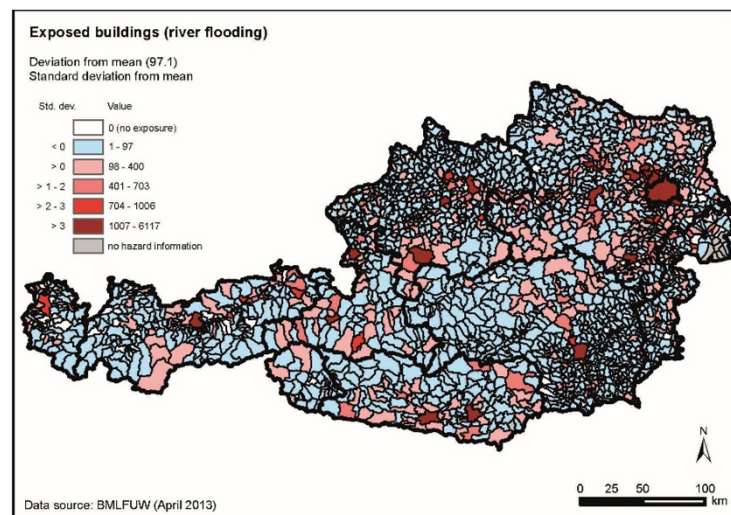 Exposed buildings (river flooding)
Deviation from mean (97.1)
Standard deviation from mean
Std. dev. Value
0 (no exposure)
< 0 1 - 97
> 0 98 - 400
> 1 - 2 401 - 703
> 2 - 3 704 - 1006
> 3 1007 - 6117
no hazard information
N
0 25 50 100
km
Data source: BMLFUW (April 2013)